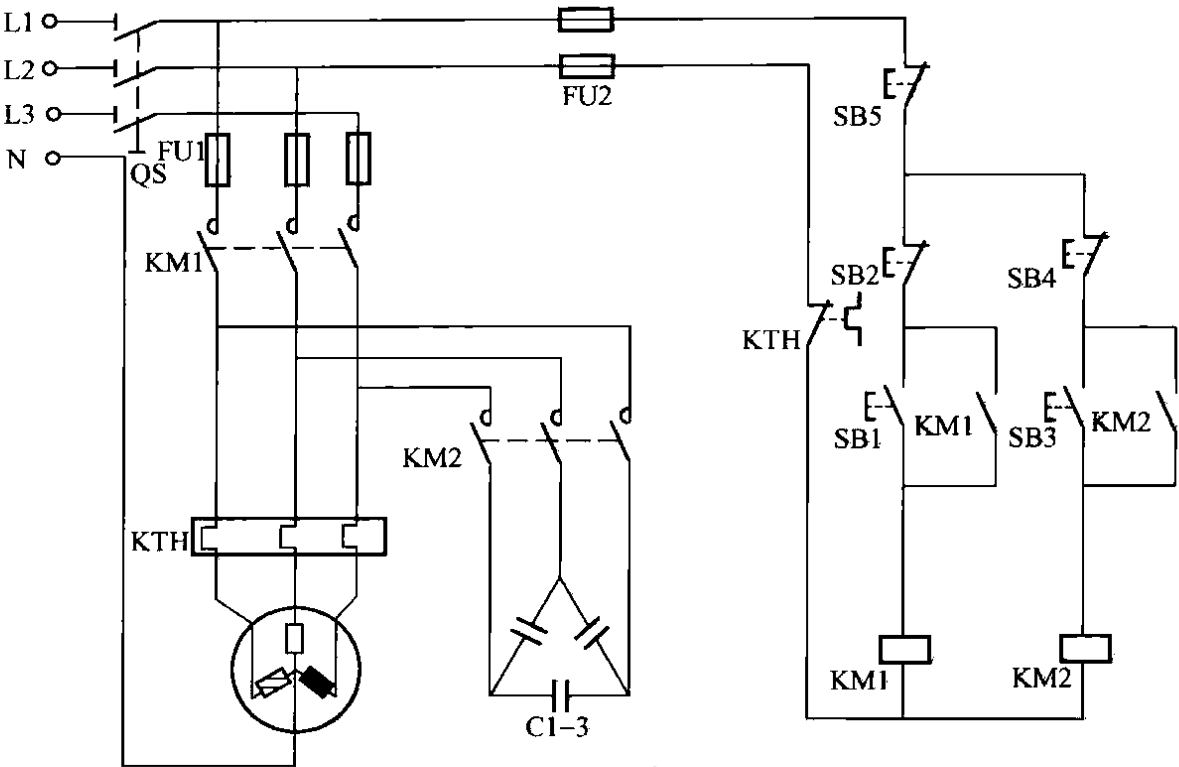 L1
L2
FU2
SB5
L3
N
QS
FU1
KM1
SB2
SB4
KTH
SB1
KM1
SB3
KM2
KM2
KTH
KM1
KM2
C1-3